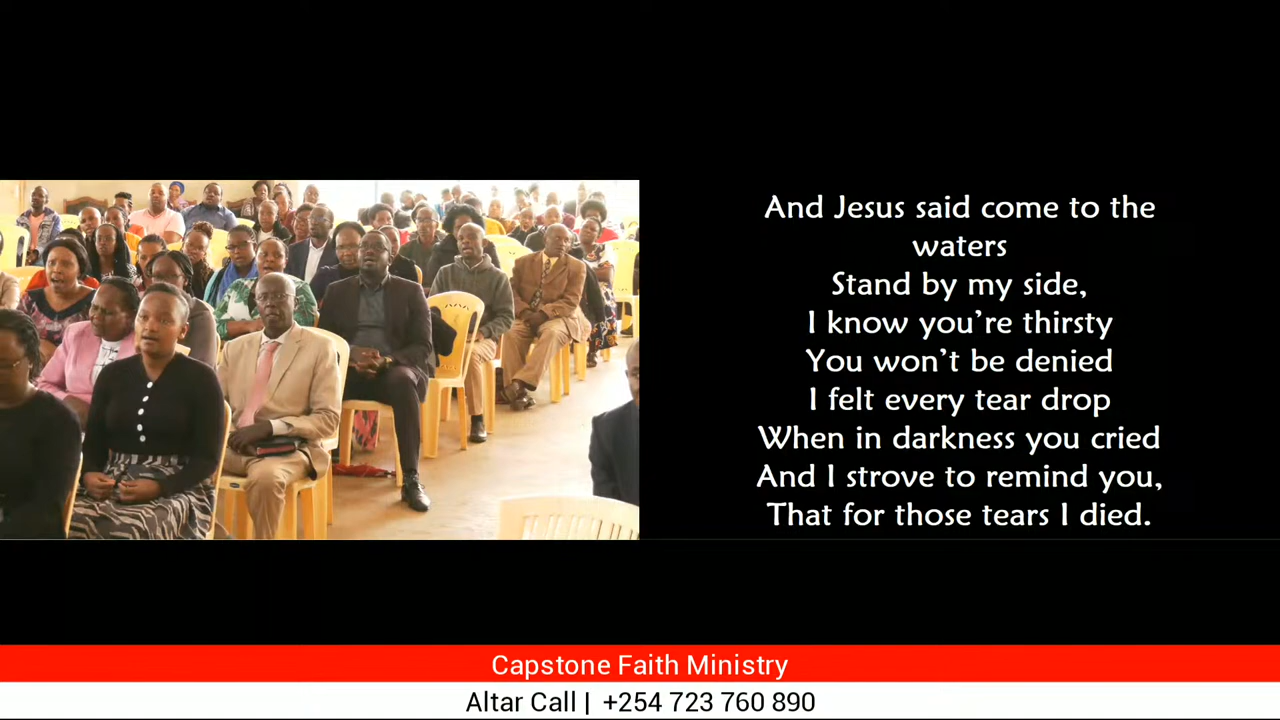 And Jesus said come to the
waters
Stand by my side,
I know you're thirsty
You won't be denied
I felt every tear drop
When in darkness you cried
And I strove to remind you,
That for those tears I died.
Capstone Faith Ministry
Altar Call | +254 723 760 890